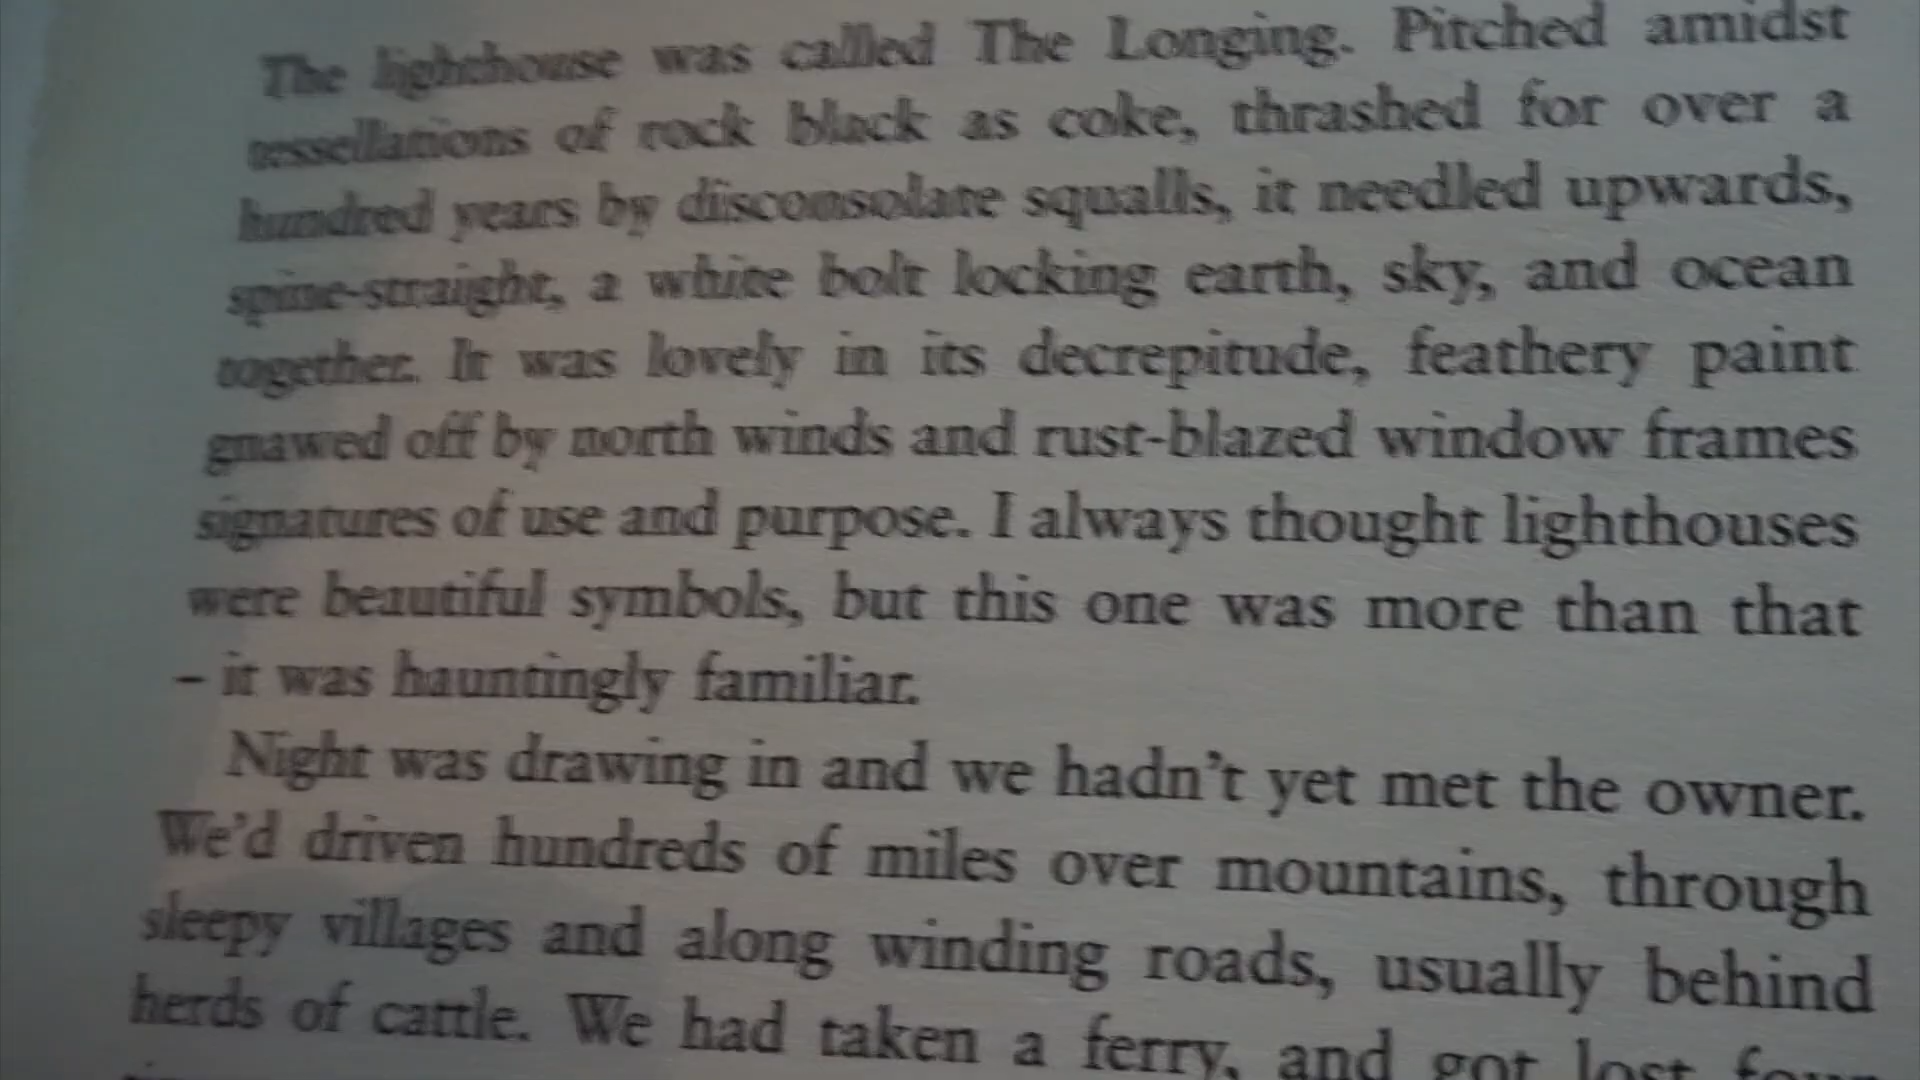 The lighthouse was called The Longing. Pitched amidst
tessellations of rock black as coke, thrashed for over a
hundred years by disconsolate squalls, it needled upwards,
spine-straight, a white bolt locking earth, sky, and ocean
together. It was lovely in its decrepitude, feathery paint
gnawed off by north winds and rust-blazed window frames
signatures of use and purpose. I always thought lighthouses
were beautiful symbols, but this one was more than that
– it was hauntingly familiar.
Night was drawing in and we hadn't yet met the owner.
We'd driven hundreds of miles over mountains, through
sleepy villages and along winding roads, usually behind
herds of cattle. We had taken a ferry, and got lost four